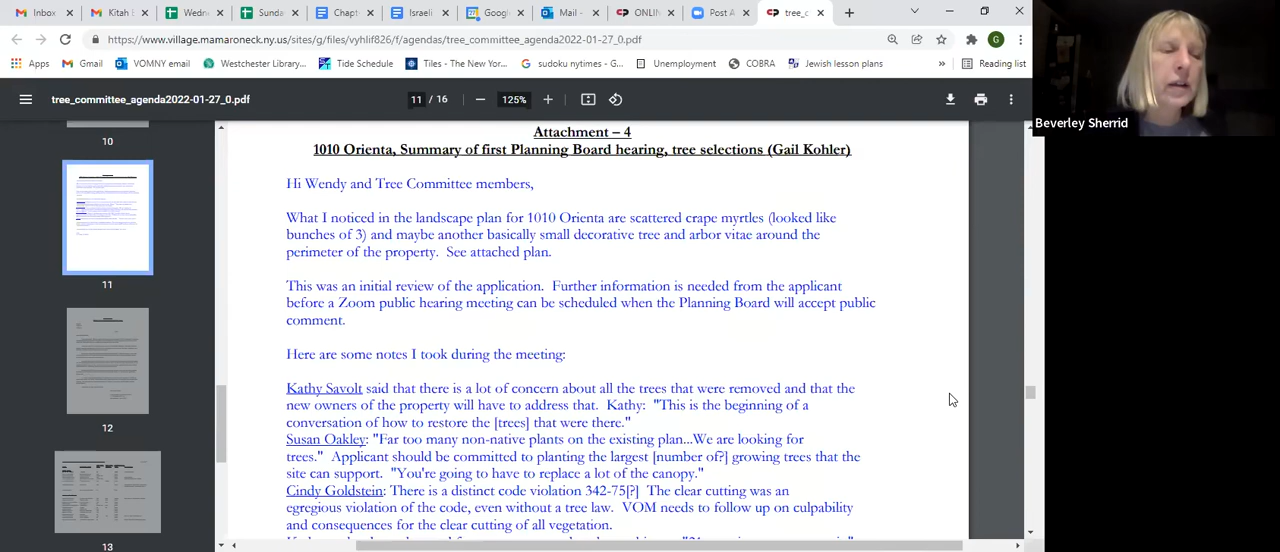 Inbox
Kitah E
Wedn
Sunda
Chapt
Israeli
Googl
Mail -
ONLIN
Post A
tree_c
https://www.village.mamaroneck.ny.us/sites/g/files/vyhlif826/f/agendas/tree_committee_agenda2022-01-27_0.pdf
G
Apps
Gmail
VOMNY email
Westchester Library...
Tide Schedule
Tiles - The New Yor...
sudoku nytimes - G...
Unemployment
COBRA
Jewish lesson plans
»
Reading list
tree_committee_agenda2022-01-27_0.pdf
11 / 16
125%
Beverley Sherrid
10
11
12
13
Attachment – 4
1010 Orienta, Summary of first Planning Board hearing, tree selections (Gail Kohler)
Hi Wendy and Tree Committee members,
What I noticed in the landscape plan for 1010 Orienta are scattered crape myrtles (looked like
bunches of 3) and maybe another basically small decorative tree and arbor vitae around the
perimeter of the property.  See attached plan.
This was an initial review of the application.  Further information is needed from the applicant
before a Zoom public hearing meeting can be scheduled when the Planning Board will accept public
comment.
Here are some notes I took during the meeting:
Kathy Savolt said that there is a lot of concern about all the trees that were removed and that the
new owners of the property will have to address that.  Kathy:  "This is the beginning of a
conversation of how to restore the [trees] that were there."
Susan Oakley:  "Far too many non-native plants on the existing plan...We are looking for
trees."  Applicant should be committed to planting the largest [number of?] growing trees that the
site can support.  "You're going to have to replace a lot of the canopy."
Cindy Goldstein:  There is a distinct code violation 342-75[?]  The clear cutting was an
egregious violation of the code, even without a tree law.  VOM needs to follow up on culpability
and consequences for the clear cutting of all vegetation.